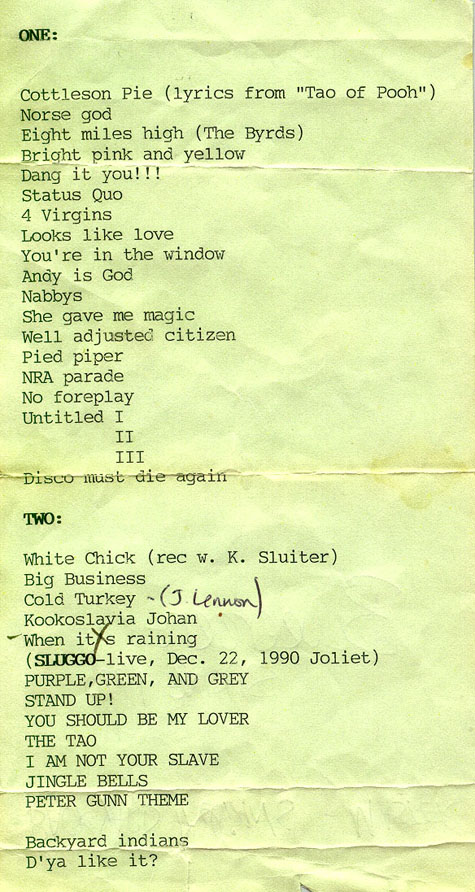 ONE:
Cottleson Pie (lyrics from "Tao of Pooh")
Norse god
Eight miles high (The Byrds)
Bright pink and yellow
Dang it you!!!
Status Quo
4 Virgins
Looks like love
You're in the window
Andy is God
Nabbys
She gave me magic
Well adjusted citizen
Pied piper
NRA parade
No foreplay
Untitled I
II
III
Disco must die again
TWO:
White Chick (rec w. K. Sluiter)
Big Business
Cold Turkey - (J. Lennon)
Kookoslavia Johan
When it's raining
(SLUGGO-live, Dec. 22, 1990 Joliet)
PURPLE,GREEN, AND GREY
STAND UP!
YOU SHOULD BE MY LOVER
THE TAO
I AM NOT YOUR SLAVE
JINGLE BELLS
PETER GUNN THEME
Backyard indians
D'ya like it?